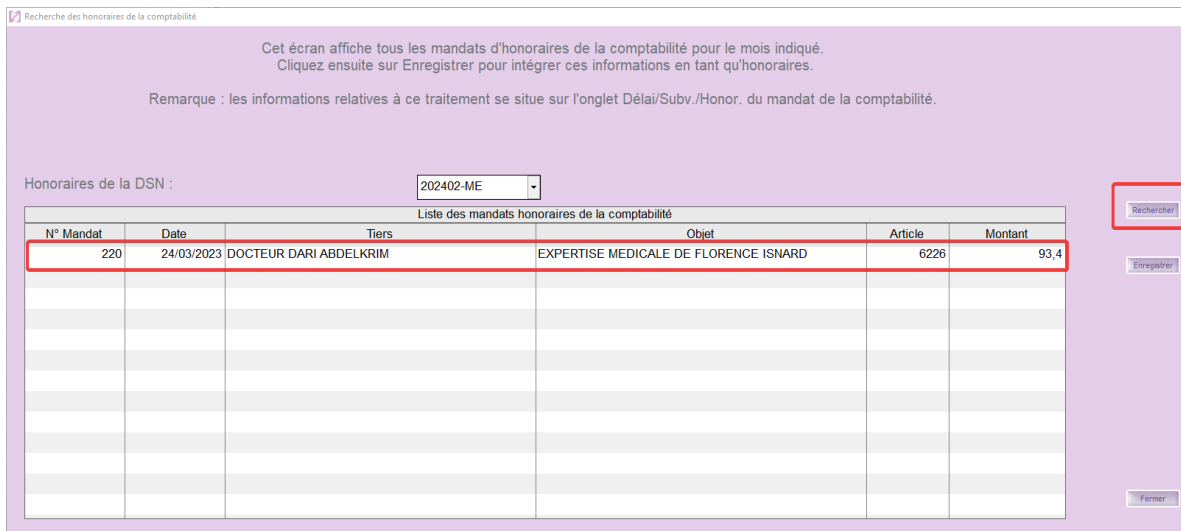 Recherche des honoraires de la comptabilité
Cet écran affiche tous les mandats d'honoraires de la comptabilité pour le mois indiqué.
Cliquez ensuite sur Enregistrer pour intégrer ces informations en tant qu'honoraires.
Remarque : les informations relatives à ce traitement se situe sur l'onglet Délai/Subv./Honor. du mandat de la comptabilité.
Honoraires de la DSN : 202402-ME
Rechercher
Liste des mandats honoraires de la comptabilité
N° Mandat Date Tiers Objet Article Montant
220 24/03/2023 DOCTEUR DARI ABDELKRIM EXPERTISE MEDICALE DE FLORENCE ISNARD 6226 93,4
Enregistrer
Fermer